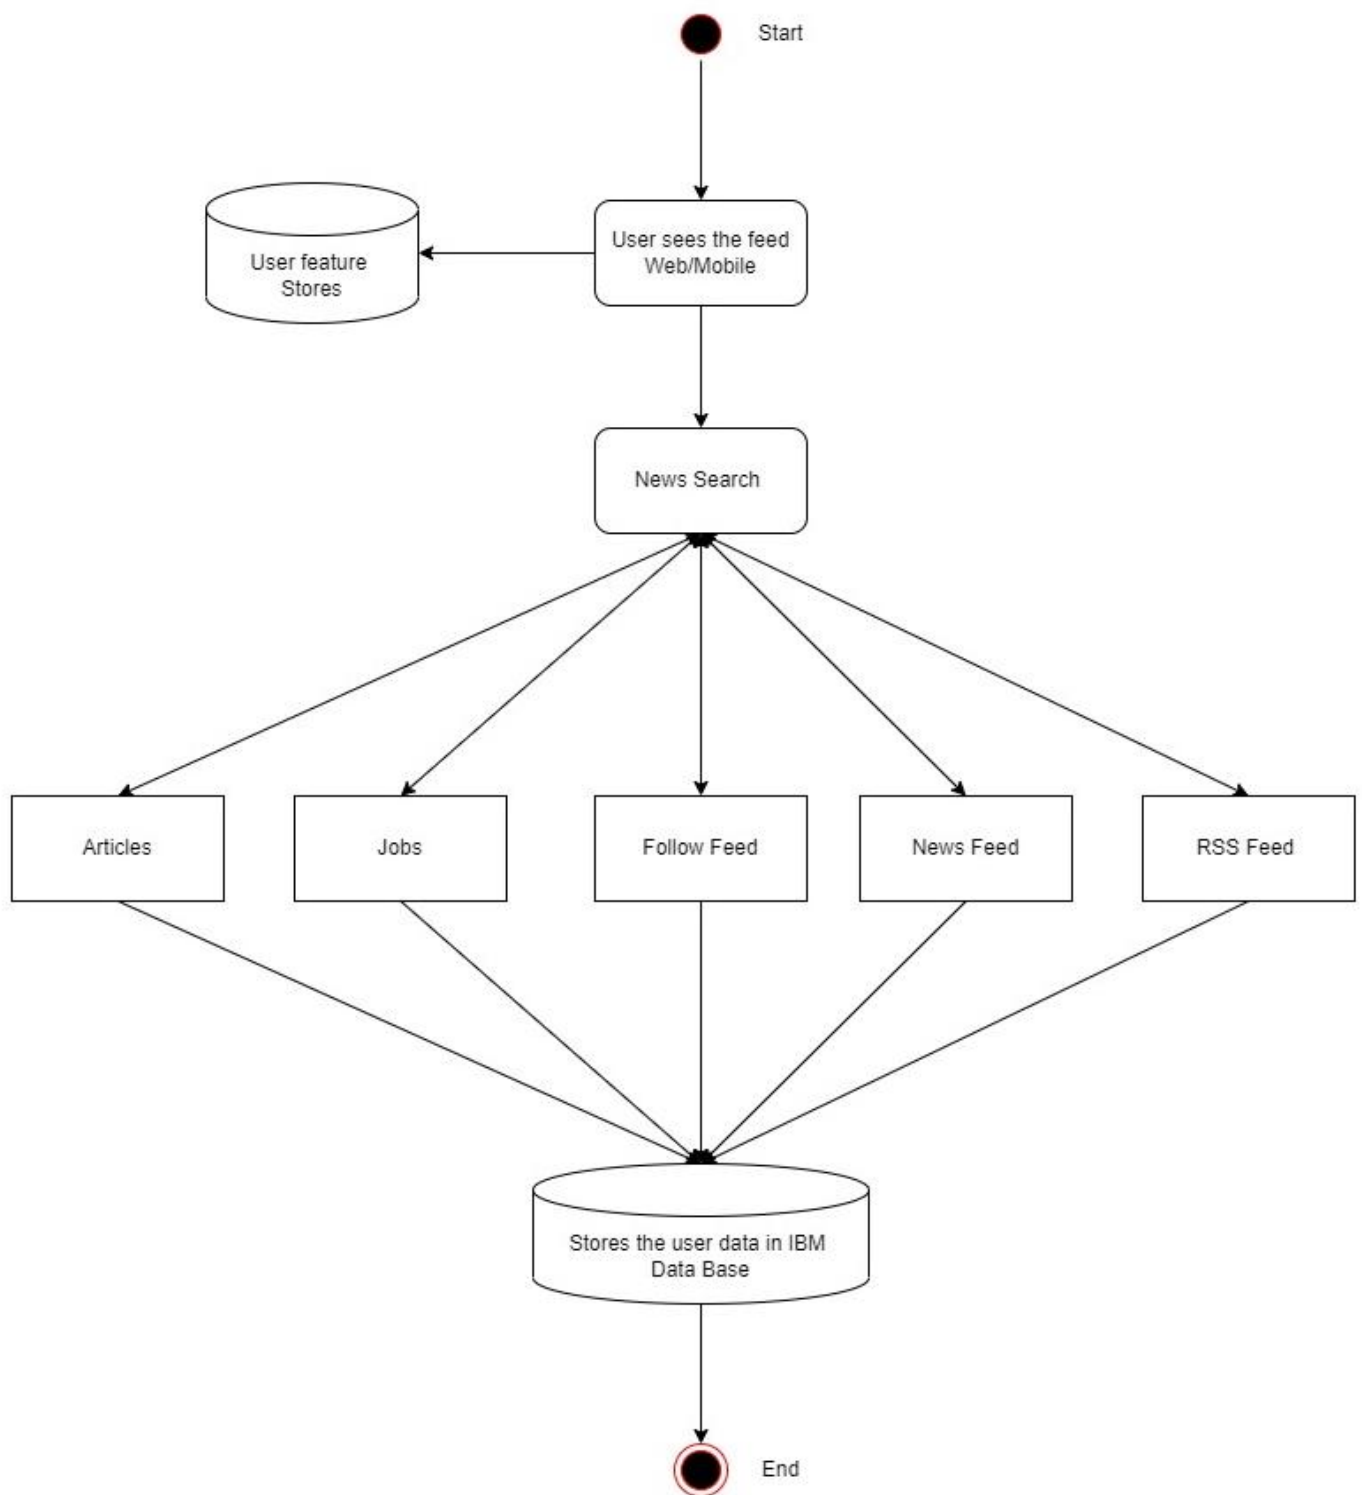 Start
User sees the feed
Web/Mobile
User feature
Stores
News Search
Articles
Jobs
Follow Feed
News Feed
RSS Feed
Stores the user data in IBM
Data Base
End